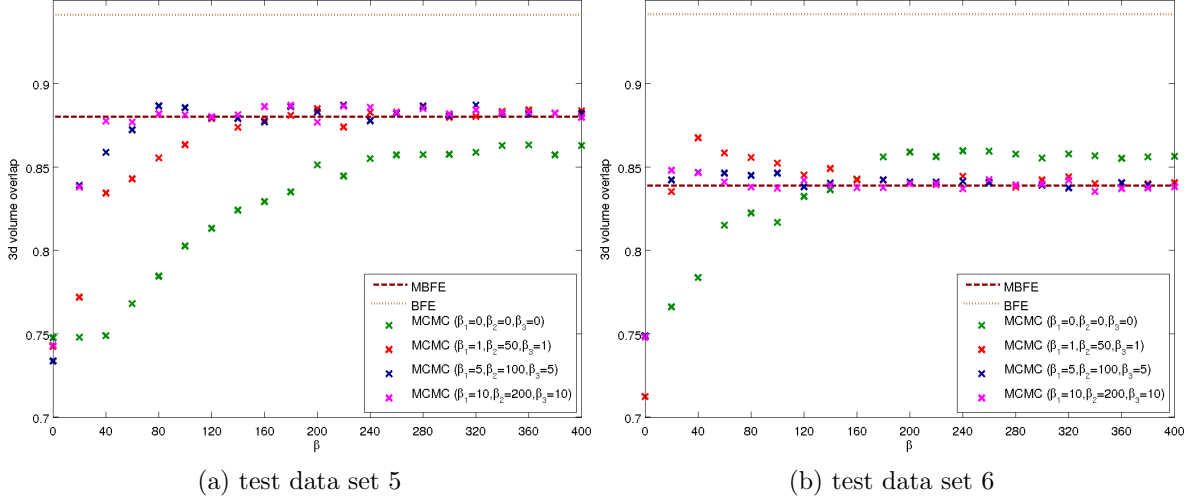 3d volume overlap
0.9
0.85
0.8
0.75
0.7
0 40 80 120 160 200 240 280 320 360 400
β
MBFE
BFE
MCMC (β₁=0,β₂=0,β₃=0)
MCMC (β₁=1,β₂=50,β₃=1)
MCMC (β₁=5,β₂=100,β₃=5)
MCMC (β₁=10,β₂=200,β₃=10)
(a) test data set 5
3d volume overlap
0.9
0.85
0.8
0.75
0.7
0 40 80 120 160 200 240 280 320 360 400
β
MBFE
BFE
MCMC (β₁=0,β₂=0,β₃=0)
MCMC (β₁=1,β₂=50,β₃=1)
MCMC (β₁=5,β₂=100,β₃=5)
MCMC (β₁=10,β₂=200,β₃=10)
(b) test data set 6